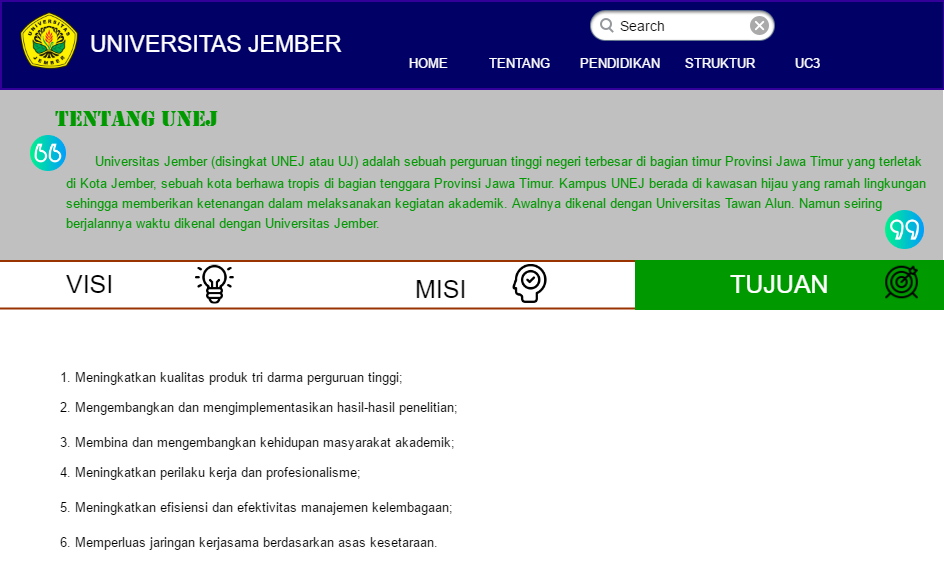 UNIVERSITAS
JEMBER
UNIVERSITAS JEMBER
Search
HOME TENTANG PENDIDIKAN STRUKTUR UC3
TENTANG UNEJ
Universitas Jember (disingkat UNEJ atau UJ) adalah sebuah perguruan tinggi negeri terbesar di bagian timur Provinsi Jawa Timur yang terletak
di Kota Jember, sebuah kota berhawa tropis di bagian tenggara Provinsi Jawa Timur. Kampus UNEJ berada di kawasan hijau yang ramah lingkungan
sehingga memberikan ketenangan dalam melaksanakan kegiatan akademik. Awalnya dikenal dengan Universitas Tawan Alun. Namun seiring
berjalannya waktu dikenal dengan Universitas Jember.
VISI MISI TUJUAN
1. Meningkatkan kualitas produk tri darma perguruan tinggi;
2. Mengembangkan dan mengimplementasikan hasil-hasil penelitian;
3. Membina dan mengembangkan kehidupan masyarakat akademik;
4. Meningkatkan perilaku kerja dan profesionalisme;
5. Meningkatkan efisiensi dan efektivitas manajemen kelembagaan;
6. Memperluas jaringan kerjasama berdasarkan asas kesetaraan.